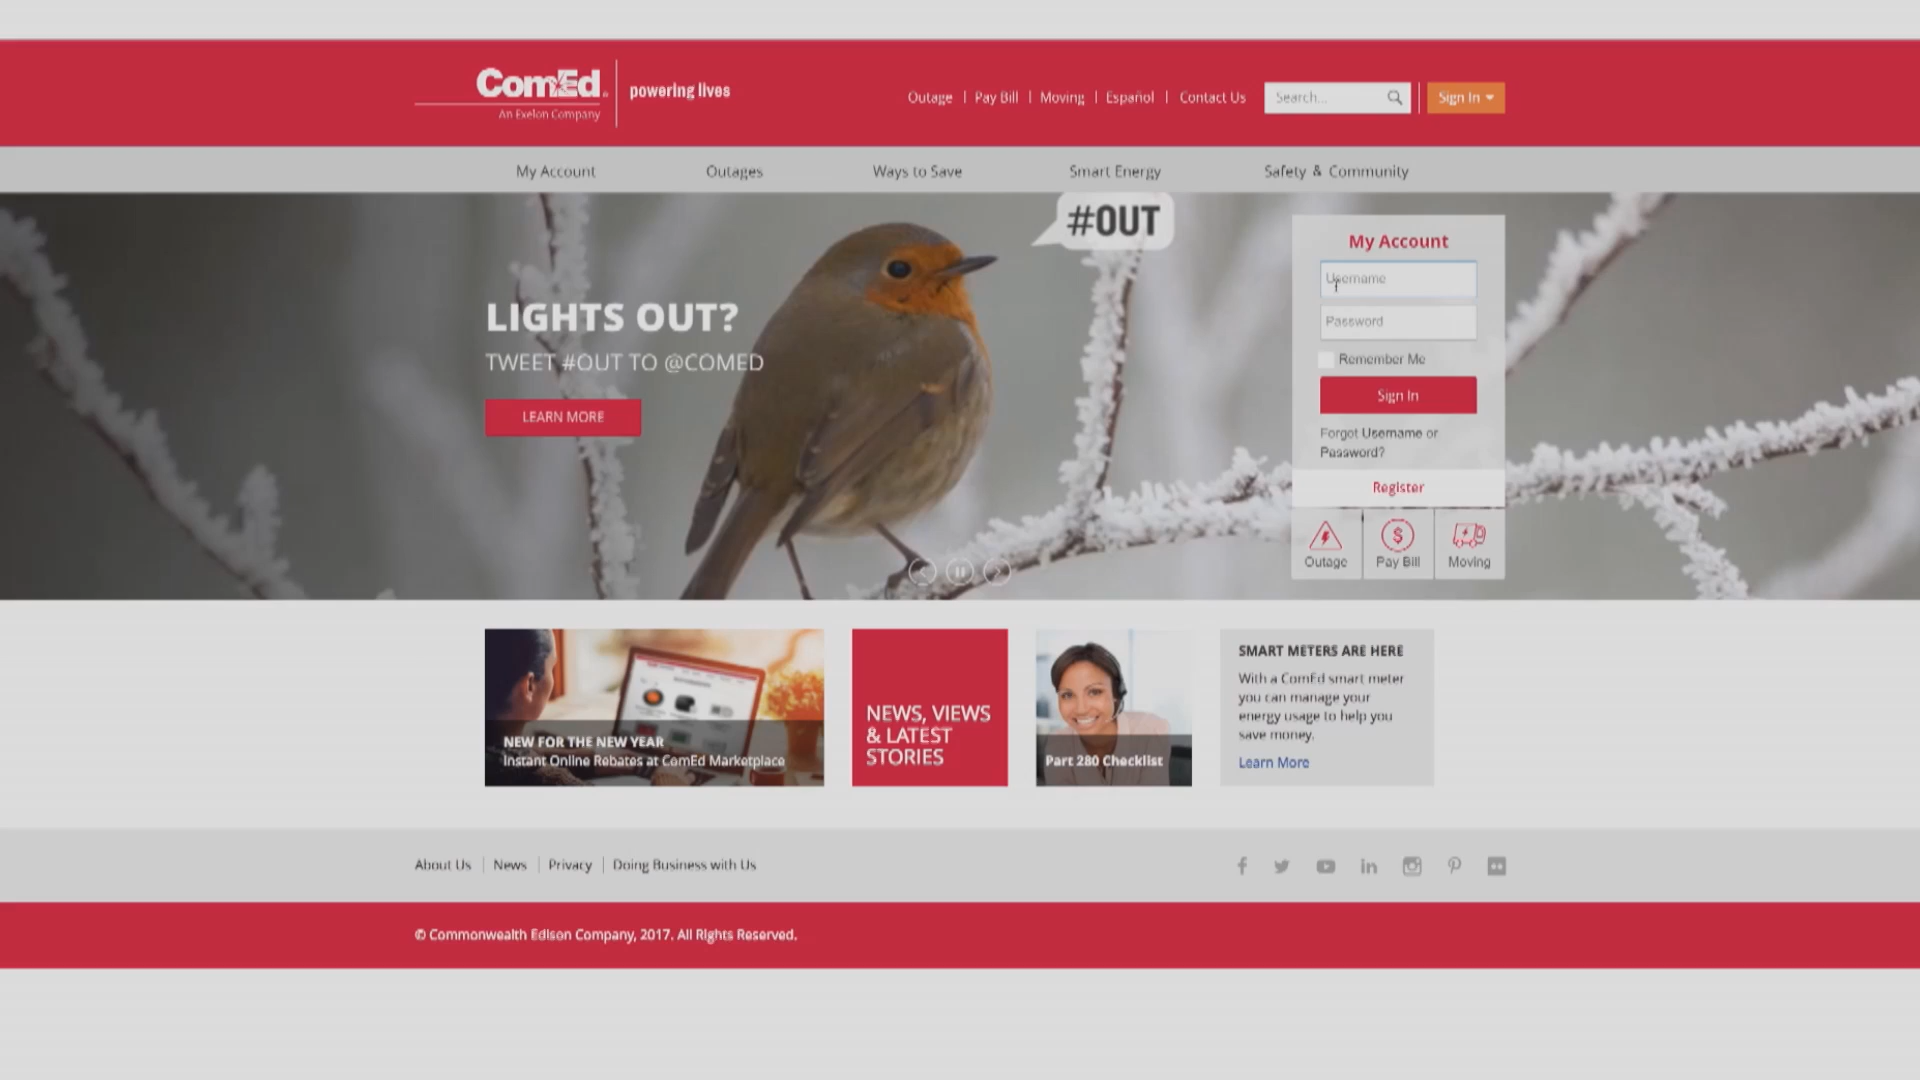 ComEd.
An Exelon Company
powering lives
Outage | Pay Bill | Moving | Español | Contact Us
Search...
Sign In
My Account
Outages
Ways to Save
Smart Energy
Safety & Community
#OUT
LIGHTS OUT?
TWEET #OUT TO @COMED
LEARN MORE
My Account
Username
Password
Remember Me
Sign In
Forgot Username or
Password?
Register
Outage
Pay Bill
Moving
NEW FOR THE NEW YEAR
Instant Online Rebates at ComEd Marketplace
NEWS, VIEWS
& LATEST
STORIES
Part 280 Checklist
SMART METERS ARE HERE
With a ComEd smart meter
you can manage your
energy usage to help you
save money.
Learn More
About Us | News | Privacy | Doing Business with Us
© Commonwealth Edison Company, 2017. All Rights Reserved.